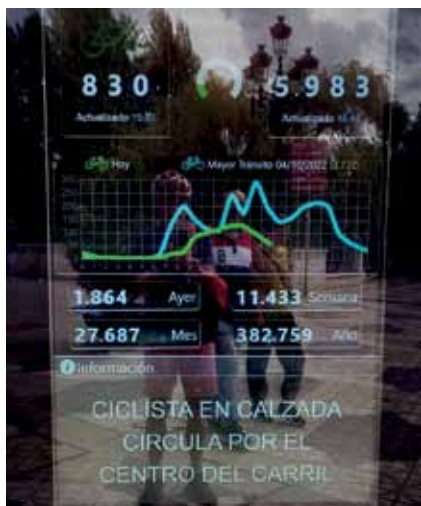 830 5.983
Actualizado Actualizado
Hoy Mayor Tránsito 04/10/2022
1.864 Ayer 11.433 Semana
27.687 Mes 382.759 Año
Información
CICLISTA EN CALZADA
CIRCULA POR EL
CENTRO DEL CARRIL